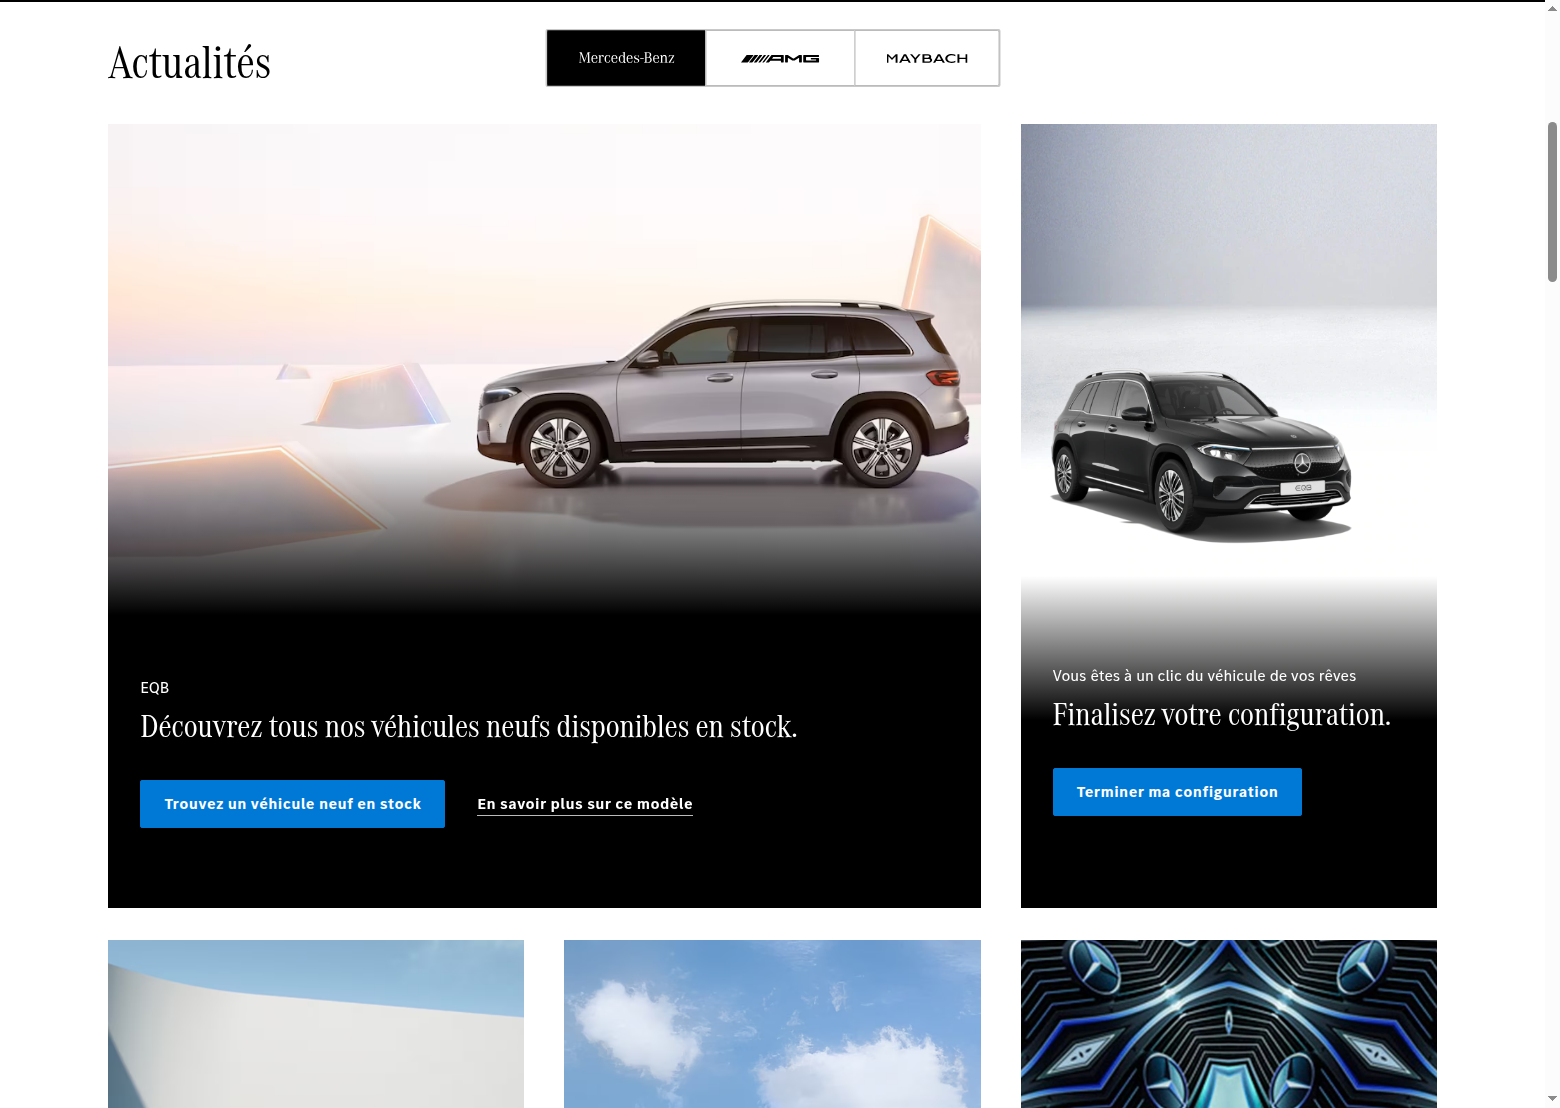 Actualités
Mercedes-Benz
AMG
MAYBACH
EQB
EQB
Découvrez tous nos véhicules neufs disponibles en stock.
Trouvez un véhicule neuf en stock
En savoir plus sur ce modèle
Vous êtes à un clic du véhicule de vos rêves
Finalisez votre configuration.
Terminer ma configuration